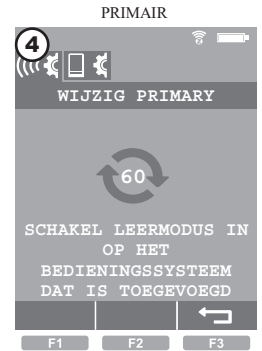 PRIMAIR
4
WIJZIG PRIMARY
60
SCHAKEL LEERMODUS IN
OP HET
BEDIENINGSSYSTEEM
DAT IS TOEGEVOEGD
F1 F2 F3